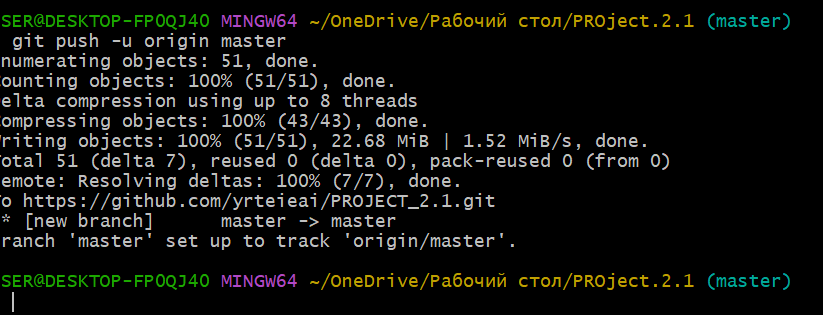 SER@DESKTOP-FP0QJ40 MINGW64 ~/OneDrive/Рабочий стол/PROject.2.1 (master)
git push -u origin master
numerating objects: 51, done.
ounting objects: 100% (51/51), done.
elta compression using up to 8 threads
ompressing objects: 100% (43/43), done.
riting objects: 100% (51/51), 22.68 MiB | 1.52 MiB/s, done.
otal 51 (delta 7), reused 0 (delta 0), pack-reused 0 (from 0)
emote: Resolving deltas: 100% (7/7), done.
o https://github.com/yrteieai/PROJECT_2.1.git
* [new branch]      master -> master
ranch 'master' set up to track 'origin/master'.
SER@DESKTOP-FP0QJ40 MINGW64 ~/OneDrive/Рабочий стол/PROject.2.1 (master)